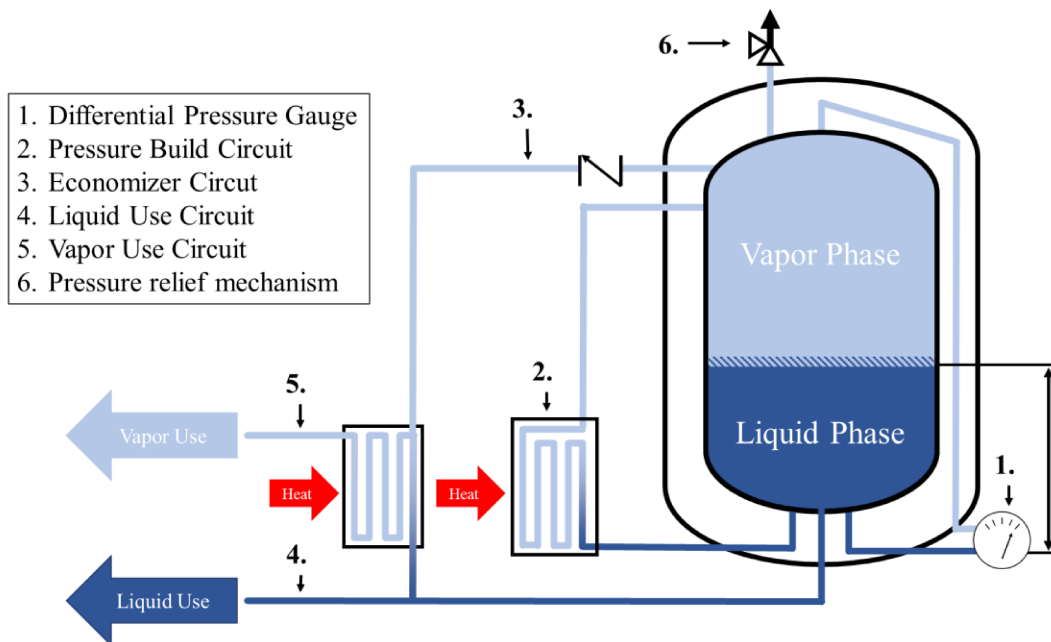 6.
1. Differential Pressure Gauge
2. Pressure Build Circuit
3. Economizer Circut
4. Liquid Use Circuit
5. Vapor Use Circuit
6. Pressure relief mechanism
3.
Vapor Phase
5.
2.
Vapor Use
Liquid Phase
1.
Heat
Heat
4.
Liquid Use